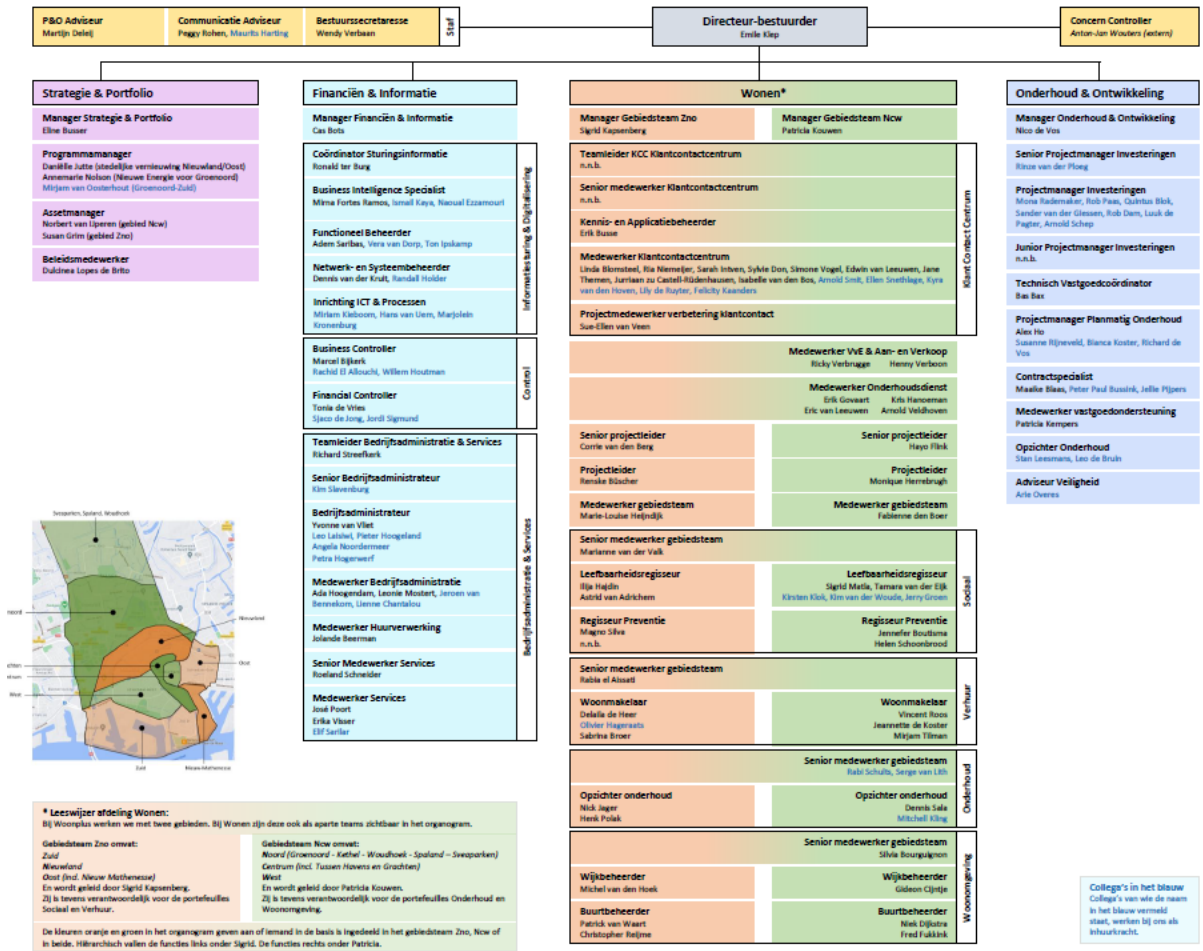 P&O Adviseur
Martijn Deleij
Communicatie Adviseur
Peggy Rohen, Maurits Harting
Bestuurssecretaresse
Wendy Verbaan
Staf
Directeur-bestuurder
Emile Klep
Concern Controller
Anton-Jan Wouters (extern)
Strategie & Portfolio
Manager Strategie & Portfolio
Eline Busser
Programmamanager
Daniëlle Jutte (stedelijke vernieuwing Nieuwland/Oost)
Annemarie Nolson (Nieuwe Energie voor Groenoord)
Mirjam van Oosterhout (Groenoord-Zuid)
Assetmanager
Norbert van IJperen (gebied Ncw)
Susan Grim (gebied Zno)
Beleidsmedewerker
Dulcinea Lopes de Brito
Financiën & Informatie
Manager Financiën & Informatie
Cas Bots
Coördinator Sturingsinformatie
Ronald ter Burg
Business Intelligence Specialist
Mirna Fortes Ramos, Ismail Kaya, Naoual Ezzamouri
Functioneel Beheerder
Adem Saribas, Vera van Dorp, Ton Ipskamp
Netwerk- en Systeembeheerder
Dennis van der Kruit, Randall Holder
Inrichting ICT & Processen
Miriam Kieboom, Hans van Uem, Marjolein
Kronenburg
Informatiesturing & Digitalisering
Business Controller
Marcel Bijkerk
Rachid El Allouchi, Willem Houtman
Financial Controller
Tonia de Vries
Sjaco de Jong, Jordi Sigmund
Control
Teamleider Bedrijfsadministratie & Services
Richard Streefkerk
Senior Bedrijfsadministrateur
Kim Slavenburg
Bedrijfsadministrateur
Yvonne van Vliet
Leo Laisiwi, Pieter Hoogeland
Angela Noordermeer
Petra Hogerwerf
Medewerker Bedrijfsadministratie
Ada Hoogendam, Leonie Mostert, Jeroen van
Bennekom, Lienne Chantalou
Medewerker Huurverwerking
Jolande Beerman
Senior Medewerker Services
Roeland Schneider
Medewerker Services
José Poort
Erika Visser
Elif Sarilar
Bedrijfsadministratie & Services
Wonen*
Manager Gebiedsteam Zno
Sigrid Kapsenberg
Manager Gebiedsteam Ncw
Patricia Kouwen
Teamleider KCC Klantcontactcentrum
n.n.b.
Senior medewerker Klantcontactcentrum
n.n.b.
Kennis- en Applicatiebeheerder
Erik Busse
Medewerker Klantcontactcentrum
Linda Blomsteel, Ria Niemeijer, Sarah Intven, Sylvie Don, Simone Vogel, Edwin van Leeuwen, Jane
Themen, Jurriaan zu Castell-Rüdenhausen, Isabelle van den Bos, Arnold Smit, Ellen Snethlage, Kyra
van den Hoven, Lily de Ruyter, Felicity Kaanders
Projectmedewerker verbetering klantcontact
Sue-Ellen van Veen
Klant Contact Centrum
Medewerker VvE & Aan- en Verkoop
Ricky Verbrugge Henny Verboon
Medewerker Onderhoudsdienst
Erik Govaart Kris Hanoeman
Eric van Leeuwen Arnold Veldhoven
Senior projectleider
Corrie van den Berg
Senior projectleider
Hayo Flink
Projectleider
Renske Büscher
Projectleider
Monique Herrebrugh
Medewerker gebiedsteam
Marie-Louise Heijndijk
Medewerker gebiedsteam
Fabienne den Boer
Senior medewerker gebiedsteam
Marianne van der Valk
Leefbaarheidsregisseur
Ilija Hajdin
Astrid van Adrichem
Leefbaarheidsregisseur
Sigrid Matla, Tamara van der Eijk
Kirsten Klok, Kim van der Woude, Jerry Groen
Regisseur Preventie
Magno Silva
n.n.b.
Regisseur Preventie
Jennefer Boutisma
Helen Schoonbrood
Sociaal
Senior medewerker gebiedsteam
Rabia el Aissati
Woonmakelaar
Delaila de Heer
Olivier Hageraats
Sabrina Broer
Woonmakelaar
Vincent Roos
Jeannette de Koster
Mirjam Tilman
Verhuur
Senior medewerker gebiedsteam
Rabi Schults, Serge van Lith
Opzichter onderhoud
Nick Jager
Henk Polak
Opzichter onderhoud
Dennis Sala
Mitchell Kling
Onderhoud
Senior medewerker gebiedsteam
Silvia Bourguignon
Wijkbeheerder
Michel van den Hoek
Wijkbeheerder
Gideon Cijntje
Buurtbeheerder
Patrick van Waart
Christopher Reijme
Buurtbeheerder
Niek Dijkstra
Fred Fukkink
Woonomgeving
Onderhoud & Ontwikkeling
Manager Onderhoud & Ontwikkeling
Nico de Vos
Senior Projectmanager Investeringen
Rinze van der Ploeg
Projectmanager Investeringen
Mona Rademaker, Rob Paas, Quintus Blok,
Sander van der Giessen, Rob Dam, Luuk de
Pagter, Arnold Schep
Junior Projectmanager Investeringen
n.n.b.
Technisch Vastgoedcoördinator
Bas Bax
Projectmanager Planmatig Onderhoud
Alex Ho
Susanne Rijneveld, Bianca Koster, Richard de
Vos
Contractspecialist
Maaike Blaas, Peter Paul Bussink, Jellie Pijpers
Medewerker vastgoedondersteuning
Patricia Kempers
Opzichter Onderhoud
Stan Leesmans, Leo de Bruin
Adviseur Veiligheid
Arie Overes
Sveaparken, Spaland, Woudhoek
Nieuwland
Oost
West
Zuid
Nieuw-Mathenesse
* Leeswijzer afdeling Wonen:
Bij Woonplus werken we met twee gebieden. Bij Wonen zijn deze ook als aparte teams zichtbaar in het organogram.
Gebiedsteam Zno omvat:
Zuid
Nieuwland
Oost (incl. Nieuw Mathenesse)
En wordt geleid door Sigrid Kapsenberg.
Zij is tevens verantwoordelijk voor de portefeuilles
Sociaal en Verhuur.
Gebiedsteam Ncw omvat:
Noord (Groenoord - Kethel - Woudhoek - Spaland – Sveaparken)
Centrum (incl. Tussen Havens en Grachten)
West
En wordt geleid door Patricia Kouwen.
Zij is tevens verantwoordelijk voor de portefeuilles Onderhoud en
Woonomgeving.
De kleuren oranje en groen in het organogram geven aan of iemand in de basis is ingedeeld in het gebiedsteam Zno, Ncw of
in beide. Hiërarchisch vallen de functies links onder Sigrid. De functies rechts onder Patricia.
Collega's in het blauw
Collega's van wie de naam
in het blauw vermeld
staat, werken bij ons als
inhuurkracht.